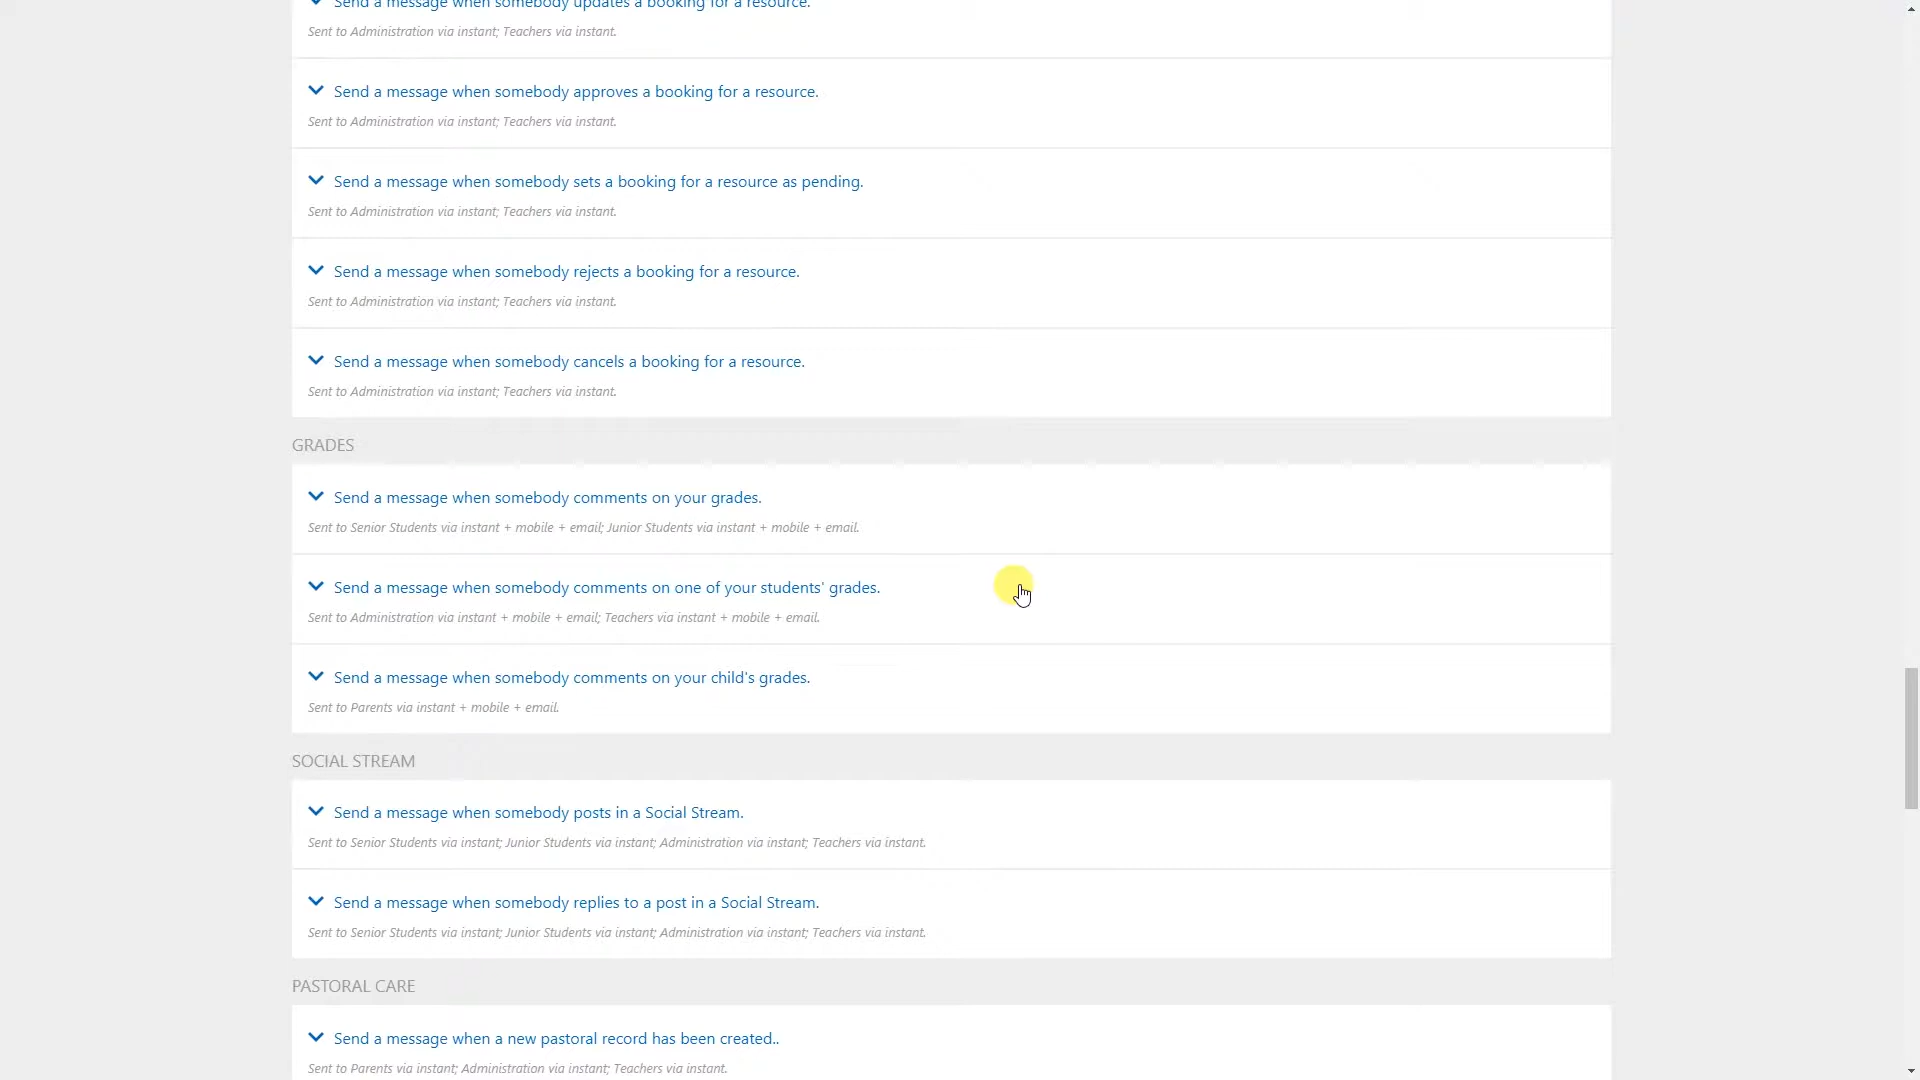 Send a message when somebody updates a booking for a resource.
Sent to Administration via instant; Teachers via instant.
Send a message when somebody approves a booking for a resource.
Sent to Administration via instant; Teachers via instant.
Send a message when somebody sets a booking for a resource as pending.
Sent to Administration via instant; Teachers via instant.
Send a message when somebody rejects a booking for a resource.
Sent to Administration via instant; Teachers via instant.
Send a message when somebody cancels a booking for a resource.
Sent to Administration via instant; Teachers via instant.
GRADES
Send a message when somebody comments on your grades.
Sent to Senior Students via instant + mobile + email; Junior Students via instant + mobile + email.
Send a message when somebody comments on one of your students' grades.
Sent to Administration via instant + mobile + email; Teachers via instant + mobile + email.
Send a message when somebody comments on your child's grades.
Sent to Parents via instant + mobile + email.
SOCIAL STREAM
Send a message when somebody posts in a Social Stream.
Sent to Senior Students via instant; Junior Students via instant; Administration via instant; Teachers via instant.
Send a message when somebody replies to a post in a Social Stream.
Sent to Senior Students via instant; Junior Students via instant; Administration via instant; Teachers via instant.
PASTORAL CARE
Send a message when a new pastoral record has been created..
Sent to Parents via instant; Administration via instant; Teachers via instant.